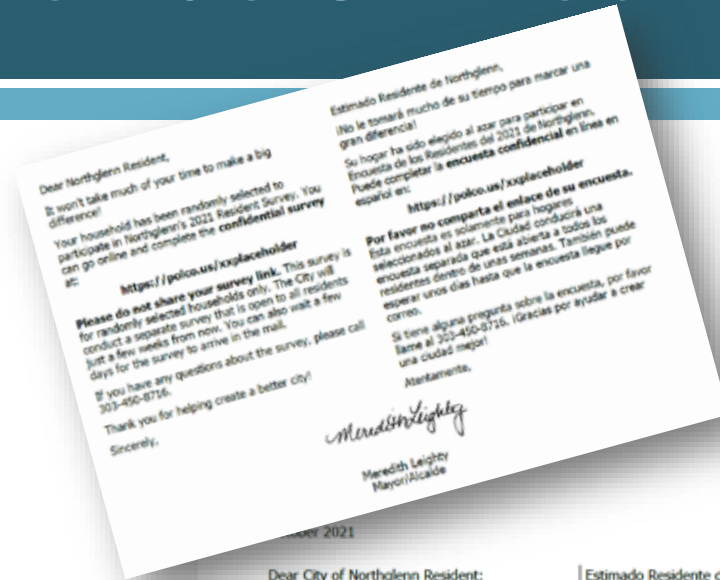 Dear Northglenn Resident,
It won't take much of your time to make a big
difference!
Your household has been randomly selected to
participate in Northglenn's 2021 Resident Survey. You
can go online and complete the confidential survey
at:
https://polco.us/xxplaceholder
Please do not share your survey link. This survey is
for randomly selected households only. The City will
conduct a separate survey that is open to all residents
just a few weeks from now. You can also wait a few
days for the survey to arrive in the mail.
If you have any questions about the survey, please call
303-450-8716.
Thank you for helping create a better city!
Sincerely,
Estimado Residente de Northglenn,
¡No le tomará mucho de su tiempo para marcar una
gran diferencia!
Su hogar ha sido elegido al azar para participar en
Encuesta de los Residentes del 2021 de Northglenn.
Puede completar la encuesta confidencial en línea en
español en:
https://polco.us/xxplaceholder
Por favor no comparta el enlace de su encuesta.
Esta encuesta es solamente para hogares
seleccionados al azar. La Ciudad conducirá una
encuesta separada que está abierta a todos los
residentes dentro de unas semanas. También puede
esperar unos días hasta que la encuesta llegue por
correo.
Si tiene alguna pregunta sobre la encuesta, por favor
llame al 303-450-8716. ¡Gracias por ayudar a crear
una ciudad mejor!
Atentamente,
Meredith Leighty
Meredith Leighty
Mayor/Alcalde
2021
Dear City of Northglenn Resident:
Estimado Residente